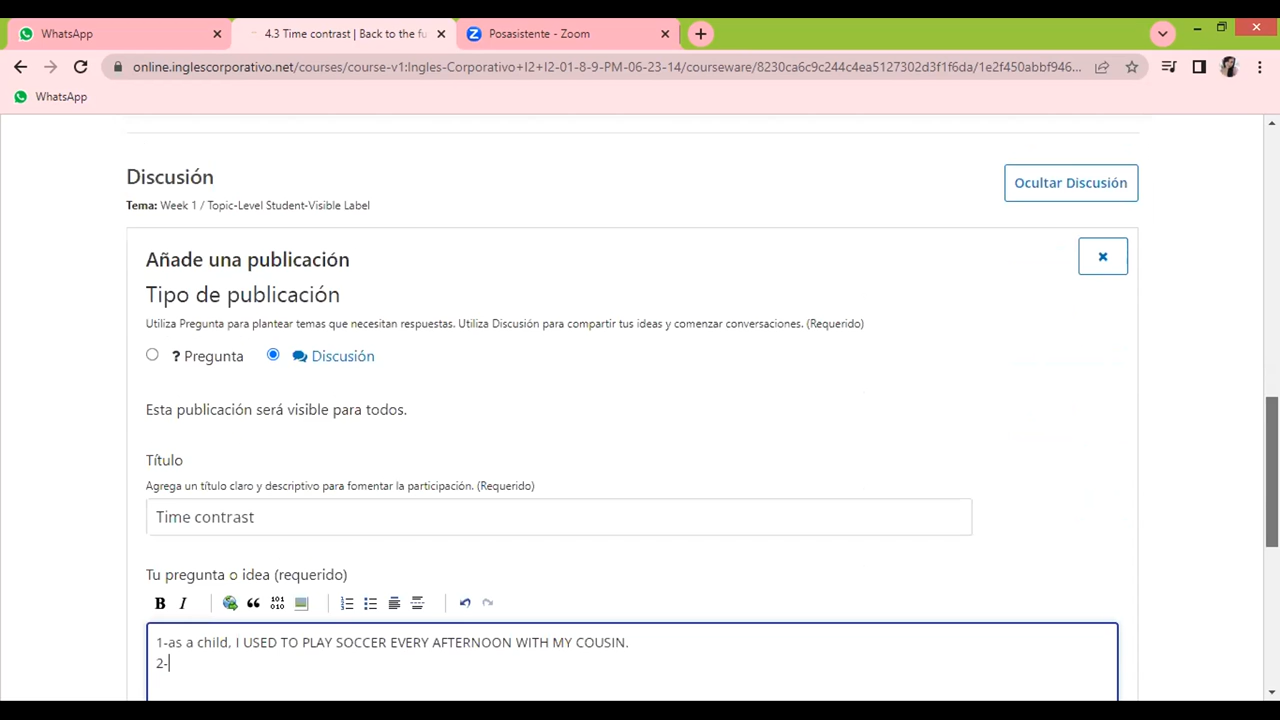 WhatsApp
4.3 Time contrast | Back to the fu
Posasistente - Zoom
online.inglescorporativo.net/courses/course-v1:Ingles-Corporativo+I2+I2-01-8-9-PM-06-23-14/courseware/8230ca6c9c244c4ea5127302d3f1f6da/1e2f450abbf946...
WhatsApp
Discusión
Ocultar Discusión
Tema: Week 1 / Topic-Level Student-Visible Label
Añade una publicación
Tipo de publicación
Utiliza Pregunta para plantear temas que necesitan respuestas. Utiliza Discusión para compartir tus ideas y comenzar conversaciones. (Requerido)
? Pregunta
Discusión
Esta publicación será visible para todos.
Título
Agrega un título claro y descriptivo para fomentar la participación. (Requerido)
Time contrast
Tu pregunta o idea (requerido)
B I
1-as a child, I USED TO PLAY SOCCER EVERY AFTERNOON WITH MY COUSIN.
2-